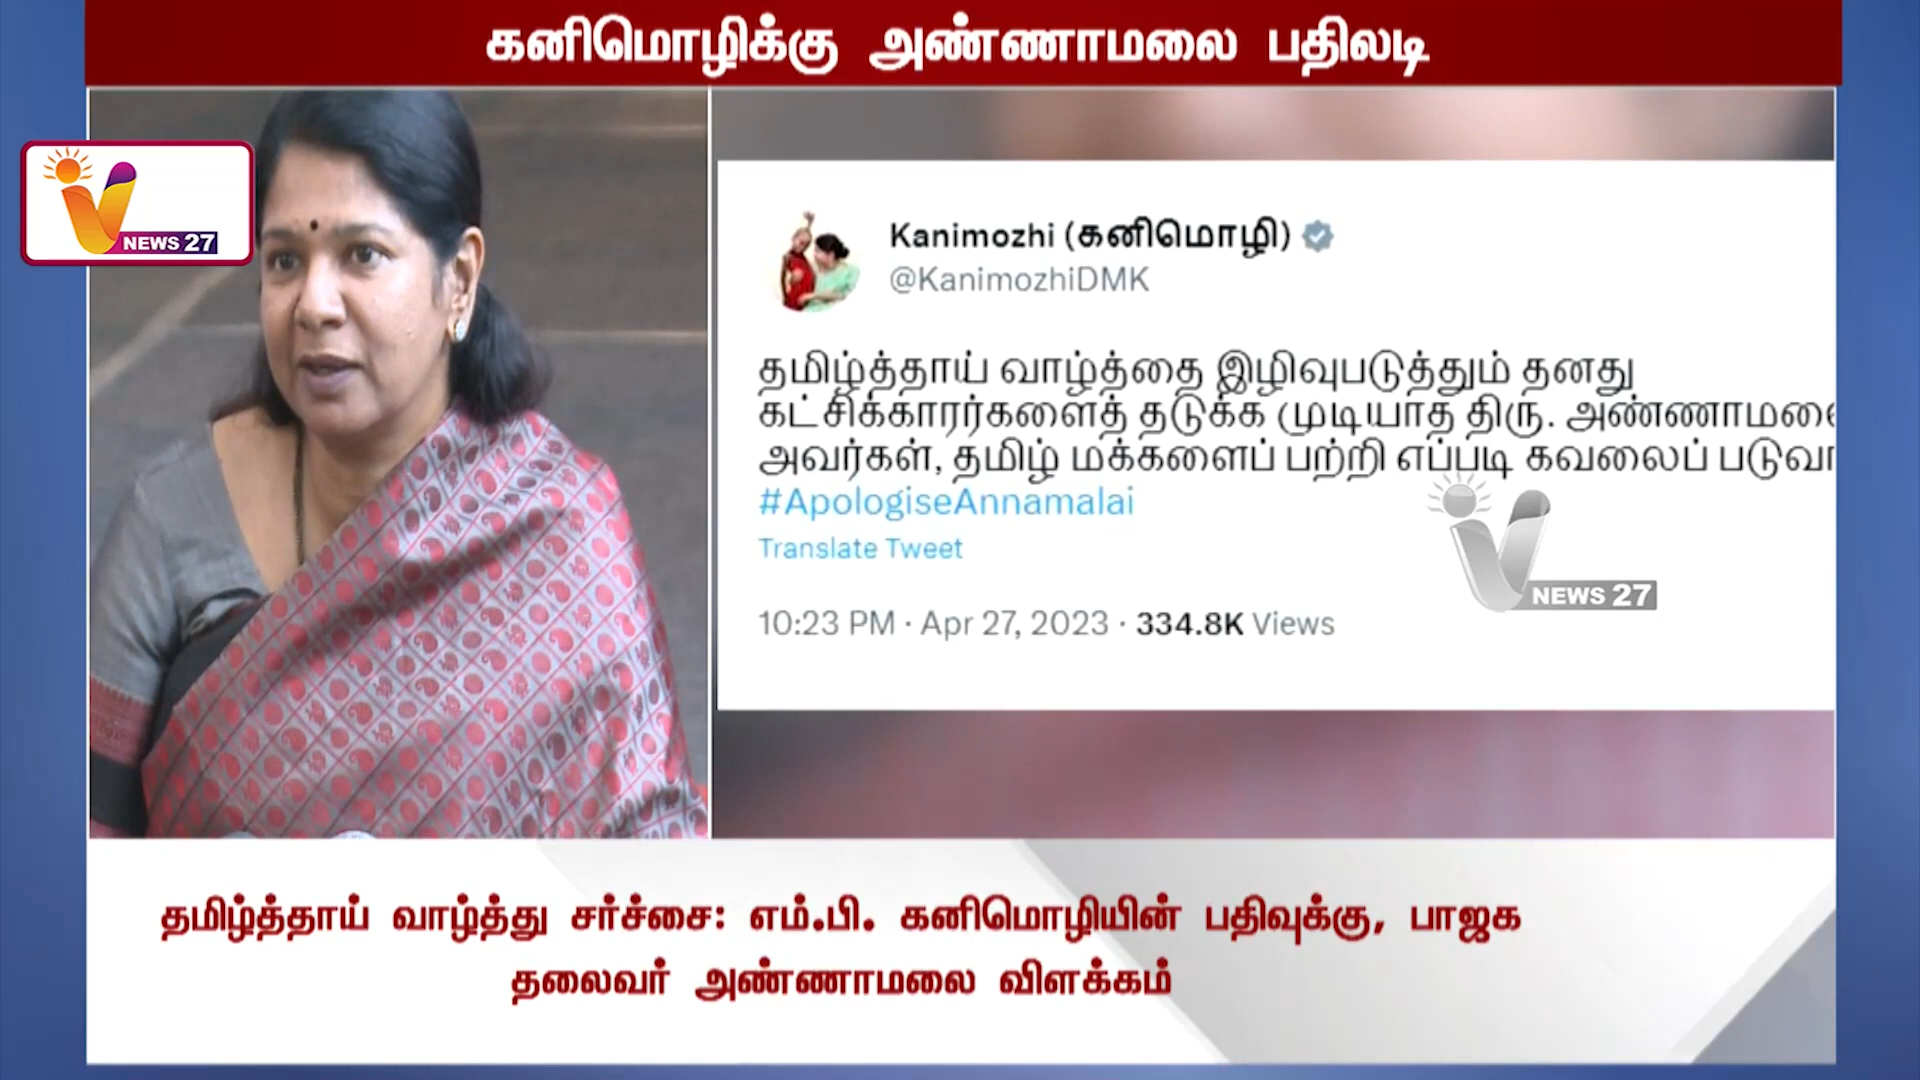 கனிமொழிக்கு அண்ணாமலை பதிலடி
V NEWS 27
Kanimozhi (கனிமொழி)
@KanimozhiDMK
தமிழ்த்தாய் வாழ்த்தை இழிவுபடுத்தும் தனது
கட்சிக்காரர்களைத் தடுக்க முடியாத திரு. அண்ணாமலை
அவர்கள், தமிழ் மக்களைப் பற்றி எப்படி கவலைப் படுவா
#ApologiseAnnamalai
Translate Tweet
V NEWS 27
10:23 PM · Apr 27, 2023 · 334.8K Views
தமிழ்த்தாய் வாழ்த்து சர்ச்சை: எம்.பி. கனிமொழியின் பதிவுக்கு, பாஜக
தலைவர் அண்ணாமலை விளக்கம்